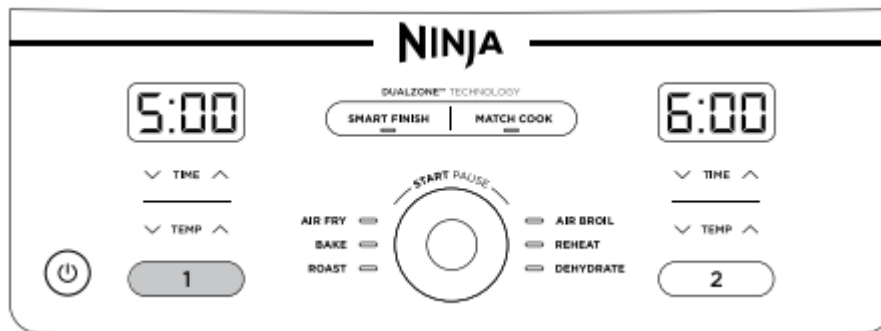 NINJA
DUALZONE™ TECHNOLOGY
5:00
SMART FINISH
MATCH COOK
6:00
TIME
START PAUSE
TIME
TEMP
AIR FRY
AIR BROIL
TEMP
BAKE
REHEAT
1
ROAST
DEHYDRATE
2